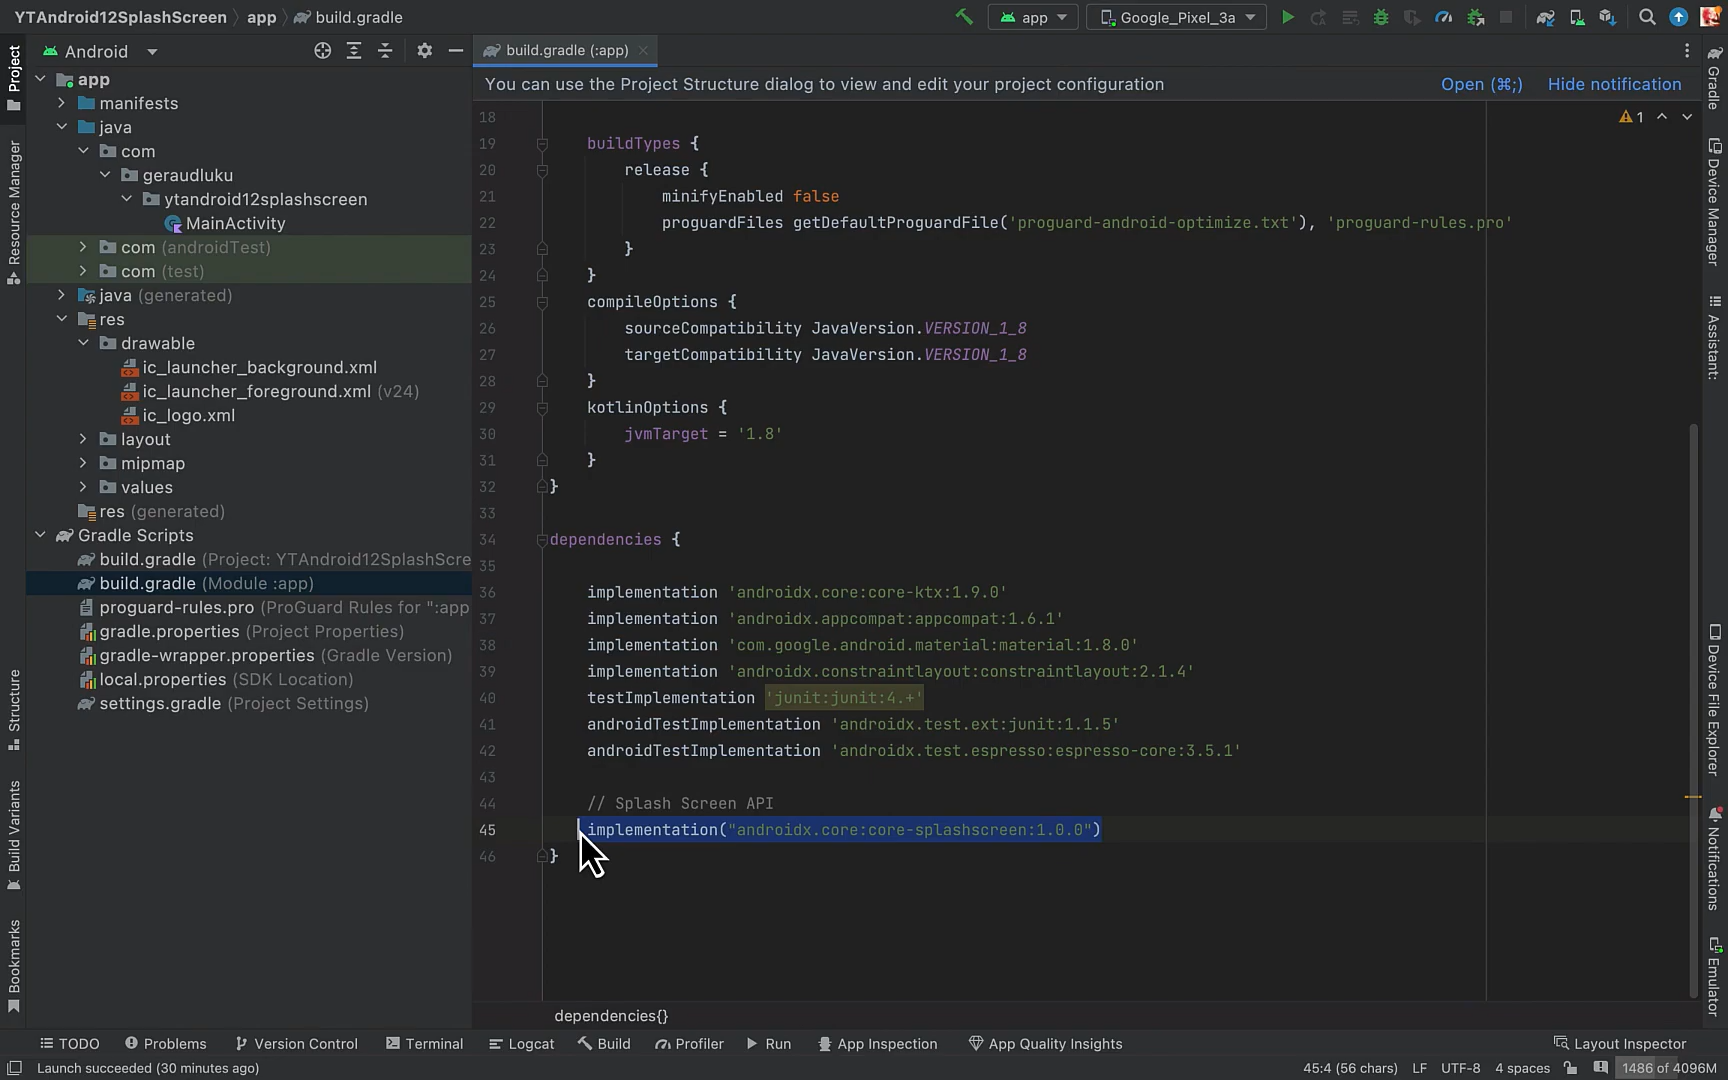 YTAndroid12SplashScreen app build.gradle app Google_Pixel_3a
Android build.gradle (:app)
You can use the Project Structure dialog to view and edit your project configuration Open (⌘;) Hide notification
Project
Resource Manager
Structure
Build Variants
Bookmarks
app
manifests
java
com
geraudluku
ytandroid12splashscreen
MainActivity
com (androidTest)
com (test)
java (generated)
res
drawable
ic_launcher_background.xml
ic_launcher_foreground.xml (v24)
ic_logo.xml
layout
mipmap
values
res (generated)
Gradle Scripts
build.gradle (Project: YTAndroid12SplashScre
build.gradle (Module :app)
proguard-rules.pro (ProGuard Rules for ":app
gradle.properties (Project Properties)
gradle-wrapper.properties (Gradle Version)
local.properties (SDK Location)
settings.gradle (Project Settings)
1
18
19 buildTypes {
20 release {
21 minifyEnabled false
22 proguardFiles getDefaultProguardFile('proguard-android-optimize.txt'), 'proguard-rules.pro'
23 }
24 }
25 compileOptions {
26 sourceCompatibility JavaVersion.VERSION_1_8
27 targetCompatibility JavaVersion.VERSION_1_8
28 }
29 kotlinOptions {
30 jvmTarget = '1.8'
31 }
32 }
33
34 dependencies {
35
36 implementation 'androidx.core:core-ktx:1.9.0'
37 implementation 'androidx.appcompat:appcompat:1.6.1'
38 implementation 'com.google.android.material:material:1.8.0'
39 implementation 'androidx.constraintlayout:constraintlayout:2.1.4'
40 testImplementation 'junit:junit:4.+'
41 androidTestImplementation 'androidx.test.ext:junit:1.1.5'
42 androidTestImplementation 'androidx.test.espresso:espresso-core:3.5.1'
43
44 // Splash Screen API
45 implementation("androidx.core:core-splashscreen:1.0.0")
46 }
dependencies{}
Gradle
Device Manager
Assistant:
Device File Explorer
Notifications
Emulator
TODO Problems Version Control Terminal Logcat Build Profiler Run App Inspection App Quality Insights Layout Inspector
Launch succeeded (30 minutes ago) 45:4 (56 chars) LF UTF-8 4 spaces 1486 of 4096M